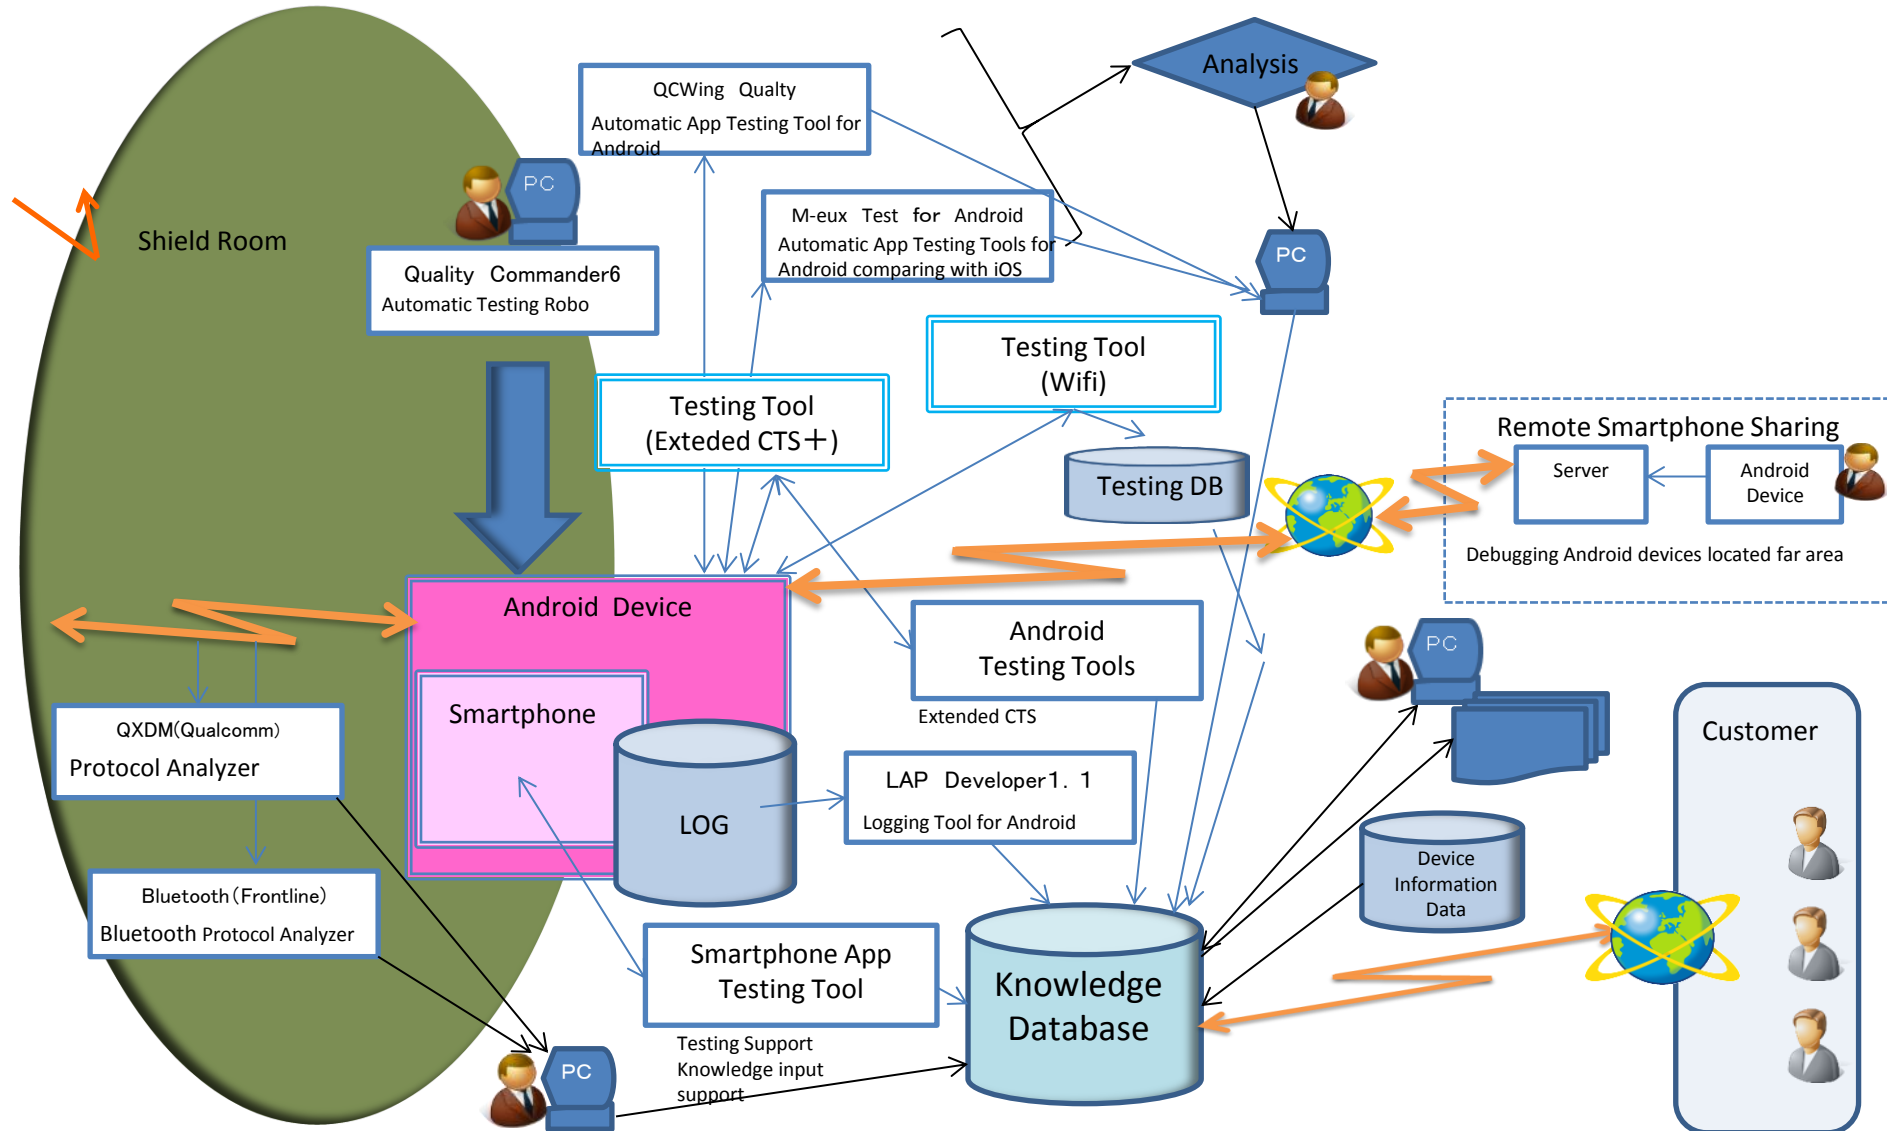 QCWing Qualty
Automatic App Testing Tool for
Android
Analysis
PC
Shield Room
M-eux Test for Android
Automatic App Testing Tools for
Android comparing with iOS
PC
Quality Commander6
Automatic Testing Robo
Testing Tool
(Wifi)
Testing Tool
(Exteded CTS＋)
Remote Smartphone Sharing
Server
Android
Device
Debugging Android devices located far area
Testing DB
Android Device
Android
Testing Tools
Extended CTS
PC
Smartphone
Customer
QXDM(Qualcomm)
Protocol Analyzer
LOG
LAP Developer1. 1
Logging Tool for Android
Device
Information
Data
Bluetooth(Frontline)
Bluetooth Protocol Analyzer
Smartphone App
Testing Tool
Knowledge
Database
Testing Support
Knowledge input
support
PC